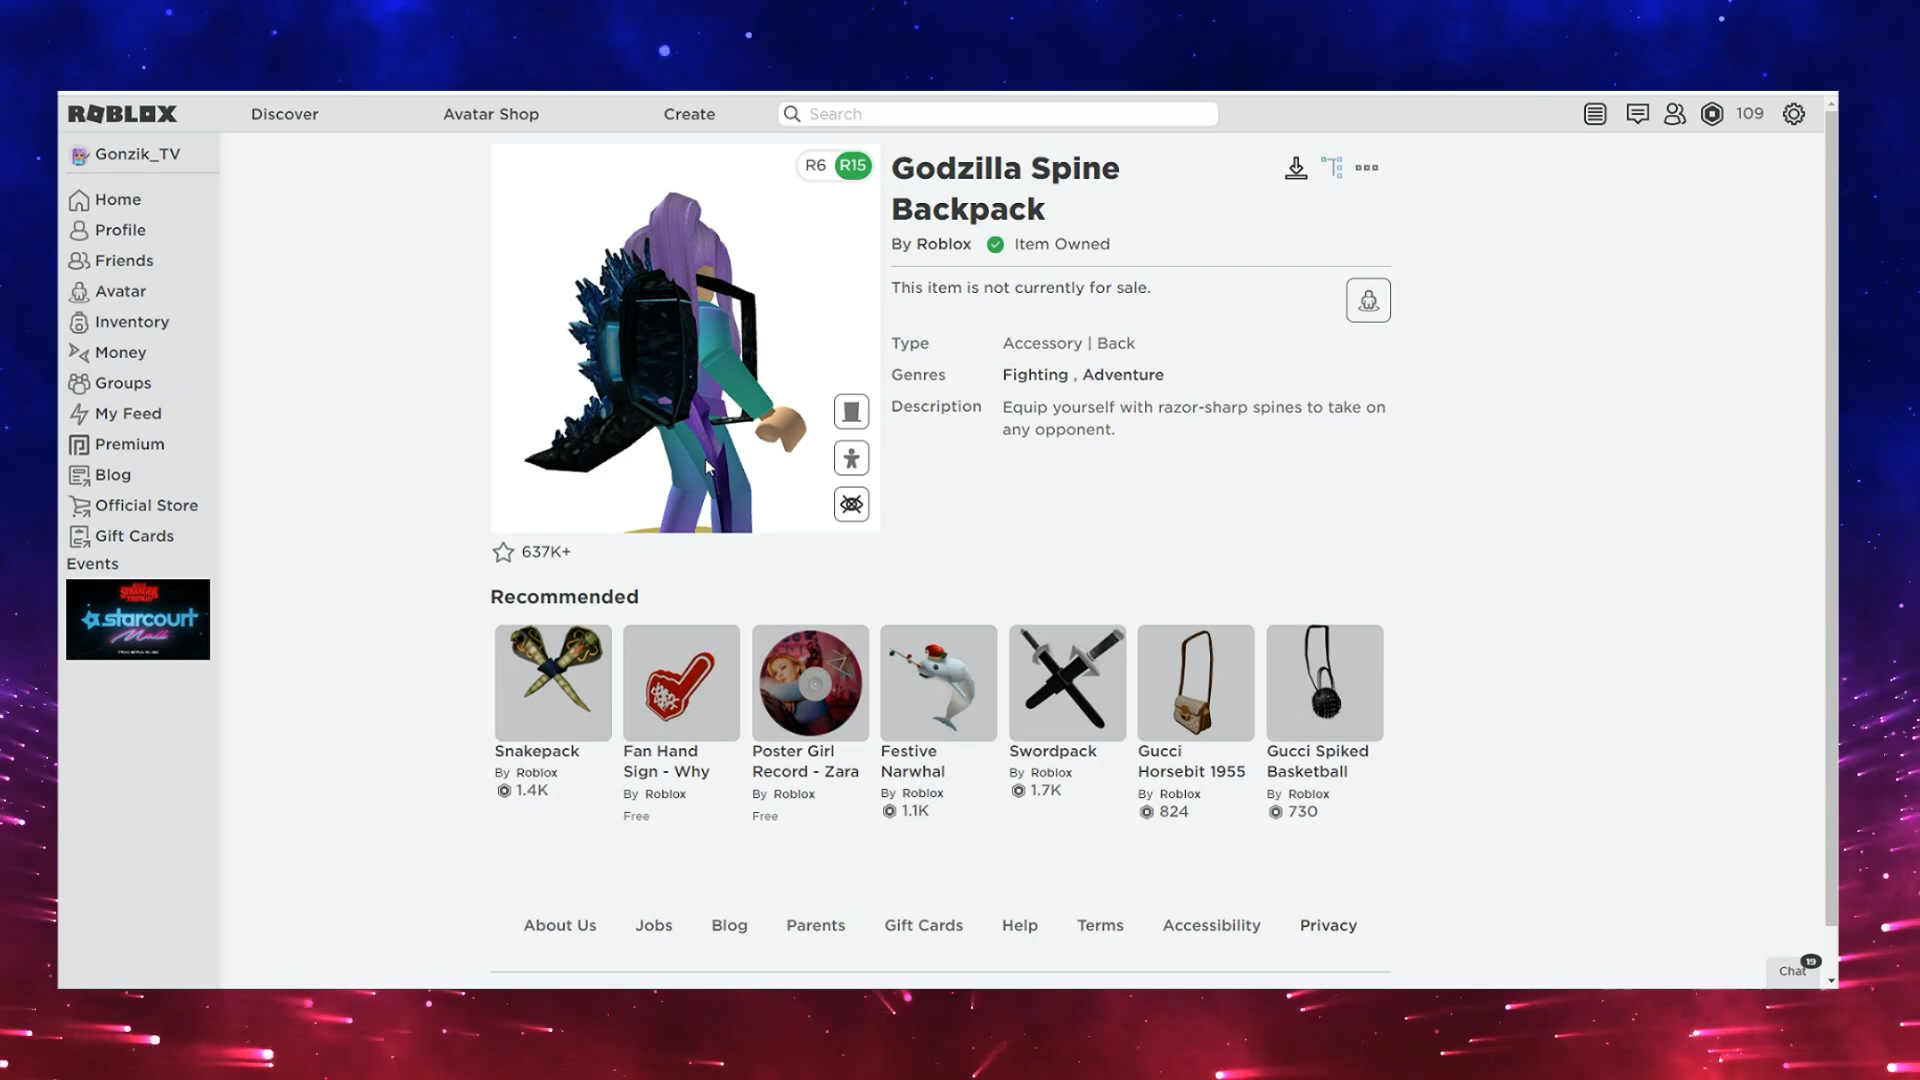 ROBLOX
Discover
Avatar Shop
Create
Search
109
Gonzik_TV
Home
Profile
Friends
Avatar
Inventory
Money
Groups
My Feed
Premium
Blog
Official Store
Gift Cards
Events
STRANGER THINGS
starcourt
Mall
R6 R15
Godzilla Spine
Backpack
By Roblox Item Owned
This item is not currently for sale.
Type Accessory | Back
Genres Fighting , Adventure
Description Equip yourself with razor-sharp spines to take on
any opponent.
637K+
Recommended
Snakepack
By Roblox
1.4K
Fan Hand
Sign - Why
By Roblox
Free
Poster Girl
Record - Zara
By Roblox
Free
Festive
Narwhal
By Roblox
1.1K
Swordpack
By Roblox
1.7K
Gucci
Horsebit 1955
By Roblox
824
Gucci Spiked
Basketball
By Roblox
730
About Us Jobs Blog Parents Gift Cards Help Terms Accessibility Privacy
Chat
19